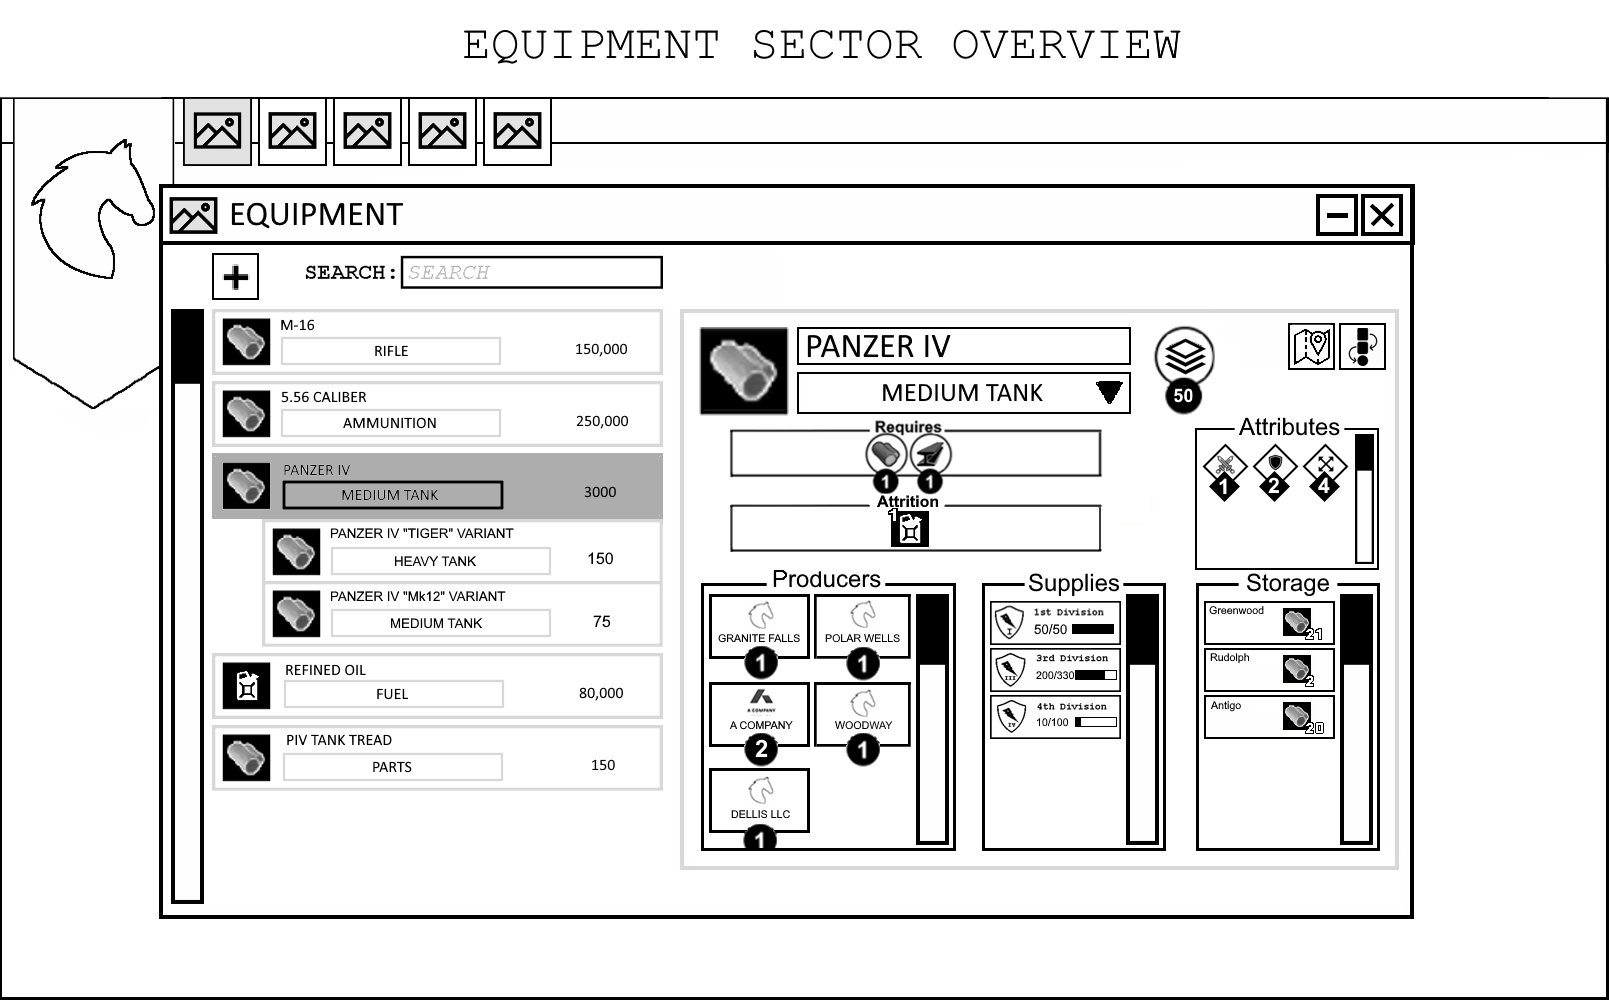 EQUIPMENT SECTOR OVERVIEW
EQUIPMENT
SEARCH: SEARCH
M-16
RIFLE 150,000
5.56 CALIBER
AMMUNITION 250,000
PANZER IV
MEDIUM TANK 3000
PANZER IV "TIGER" VARIANT
HEAVY TANK 150
PANZER IV "Mk12" VARIANT
MEDIUM TANK 75
REFINED OIL
FUEL 80,000
PIV TANK TREAD
PARTS 150
PANZER IV
MEDIUM TANK
50
Requires
1 1
Attrition
1
Attributes
1 2 4
Producers
GRANITE FALLS
1
POLAR WELLS
1
A COMPANY
A COMPANY
2
WOODWAY
1
DELLIS LLC
1
Supplies
I
1st Division
50/50
III
3rd Division
200/330
IV
4th Division
10/100
Storage
Greenwood
21
Rudolph
2
Antigo
20